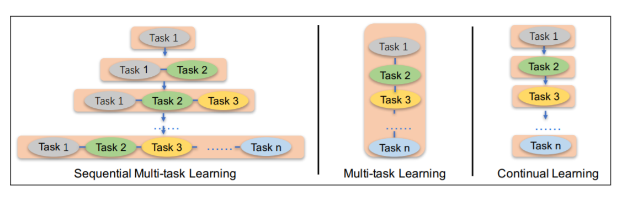 Task 1
Task 1 Task 2
Task 1 Task 2 Task 3
......
Task 1 Task 2 Task 3 ...... Task n
Sequential Multi-task Learning
Task 1
Task 2
Task 3
......
Task n
Multi-task Learning
Task 1
Task 2
Task 3
......
Task n
Continual Learning